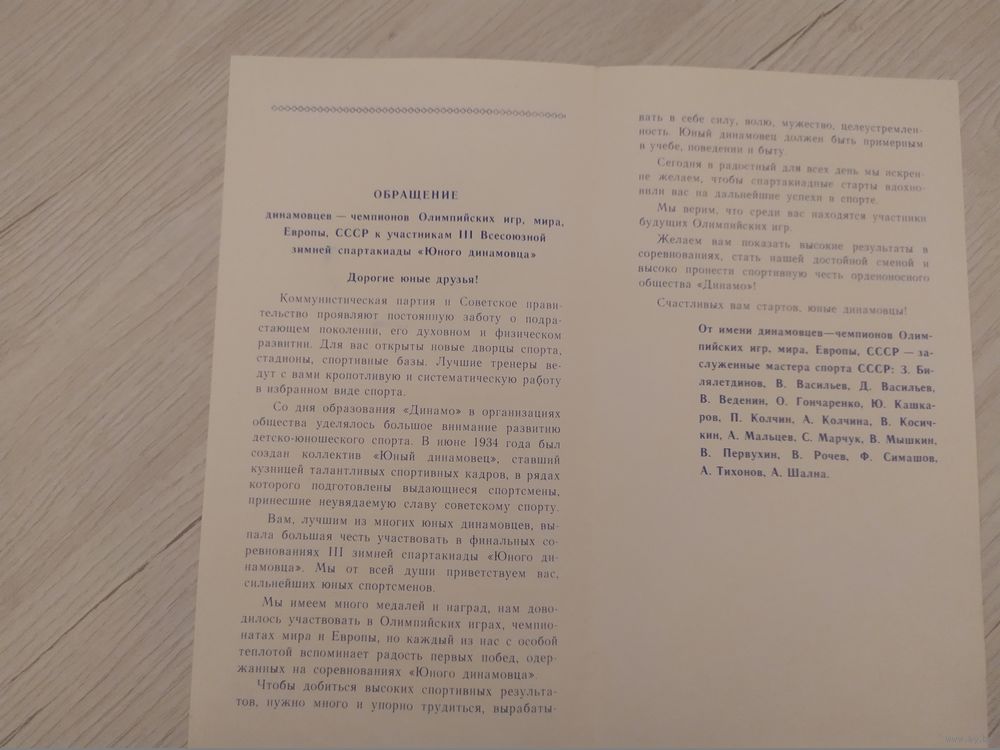 ОБРАЩЕНИЕ
динамовцев — чемпионов Олимпийских игр, мира,
Европы, СССР к участникам III Всесоюзной
зимней спартакиады «Юного динамовца»
Дорогие юные друзья!
Коммунистическая партия и Советское прави-
тельство проявляют постоянную заботу о подра-
стающем поколении, его духовном и физическом
развитии. Для вас открыты новые дворцы спорта,
стадионы, спортивные базы. Лучшие тренеры ве-
дут с вами кропотливую и систематическую работу
в избранном виде спорта.
Со дня образования «Динамо» в организациях
общества уделялось большое внимание развитию
детско-юношеского спорта. В июне 1934 года был
создан коллектив «Юный динамовец», ставший
кузницей талантливых спортивных кадров, в рядах
которого подготовлены выдающиеся спортсмены,
принесшие неувядаемую славу советскому спорту.
Вам, лучшим из многих юных динамовцев, вы-
пала большая честь участвовать в финальных со-
ревнованиях III зимней спартакиады «Юного ди-
намовца». Мы от всей души приветствуем вас,
сильнейших юных спортсменов.
Мы имеем много медалей и наград, нам дово-
дилось участвовать в Олимпийских играх, чемпио-
натах мира и Европы, но каждый из нас с особой
теплотой вспоминает радость первых побед, одер-
жанных на соревнованиях «Юного динамовца».
Чтобы добиться высоких спортивных результа-
тов, нужно много и упорно трудиться, вырабаты-
вать в себе силу, волю, мужество, целеустремлен-
ность. Юный динамовец должен быть примерным
в учебе, поведении и быту.
Сегодня в радостный для всех день мы искрен-
не желаем, чтобы спартакиадные старты вдохно-
вили вас на дальнейшие успехи в спорте.
Мы верим, что среди вас находятся участники
будущих Олимпийских игр.
Желаем вам показать высокие результаты в
соревнованиях, стать нашей достойной сменой и
высоко пронести спортивную честь орденоносного
общества «Динамо»!
Счастливых вам стартов, юные динамовцы!
От имени динамовцев—чемпионов Олим-
пийских игр, мира, Европы, СССР — за-
служенные мастера спорта СССР: З. Би-
лялетдинов, В. Васильев, Д. Васильев,
В. Веденин, О. Гончаренко, Ю. Кашка-
ров, П. Колчин, А. Колчина, В. Косич-
кин, А. Мальцев, С. Марчук, В. Мышкин,
В. Первухин, В. Рочев, Ф. Симашов,
А. Тихонов, А. Шална.